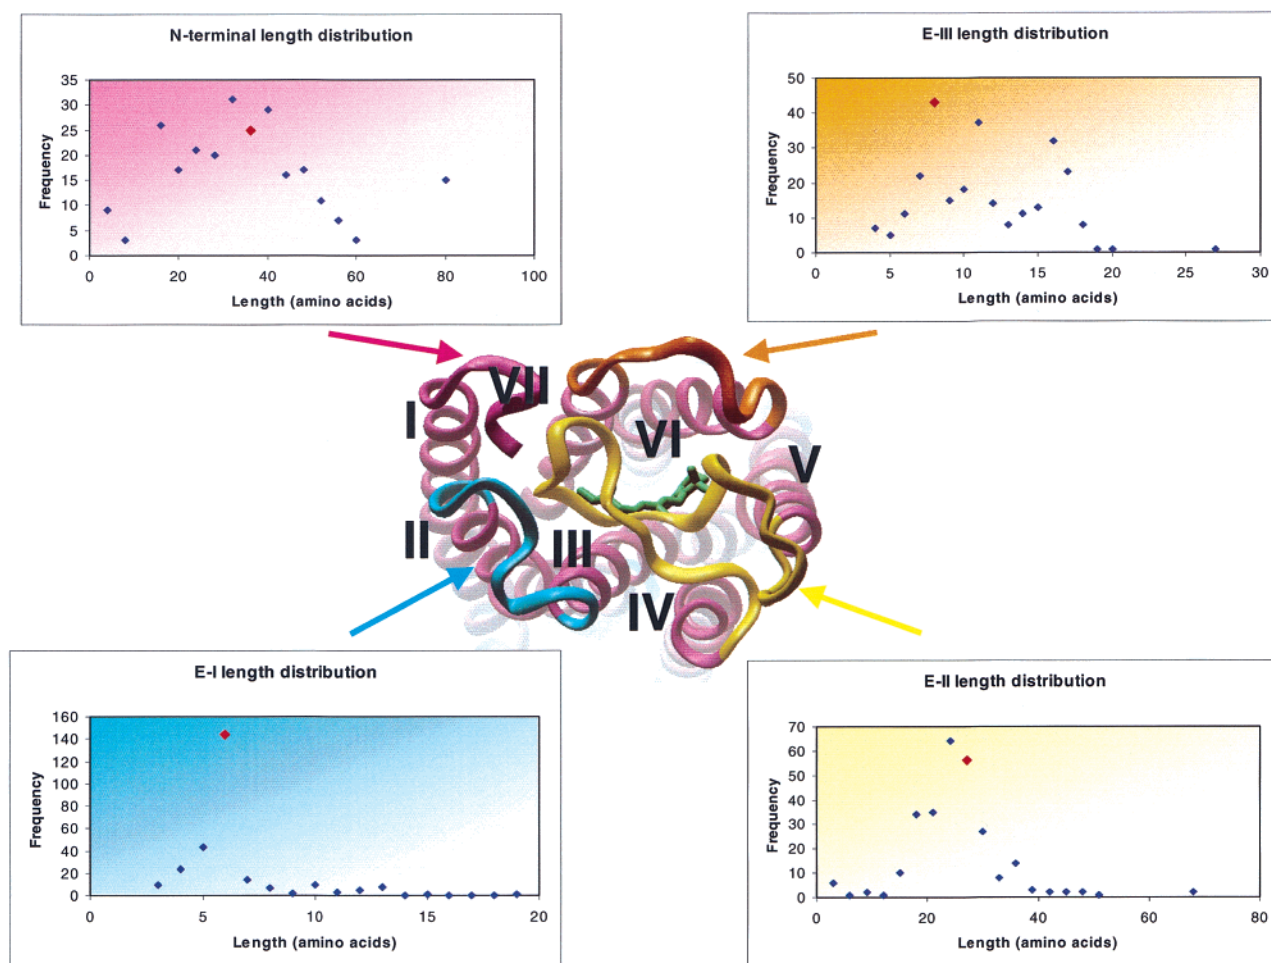 N-terminal length distribution
35
30
25
20
15
10
5
0
Frequency
0 20 40 60 80 100
Length (amino acids)
E-III length distribution
50
40
30
20
10
0
Frequency
0 5 10 15 20 25 30
Length (amino acids)
I
VII
VI
V
II
III
IV
E-I length distribution
160
140
120
100
80
60
40
20
0
Frequency
0 5 10 15 20
Length (amino acids)
E-II length distribution
70
60
50
40
30
20
10
0
Frequency
0 20 40 60 80
Length (amino acids)